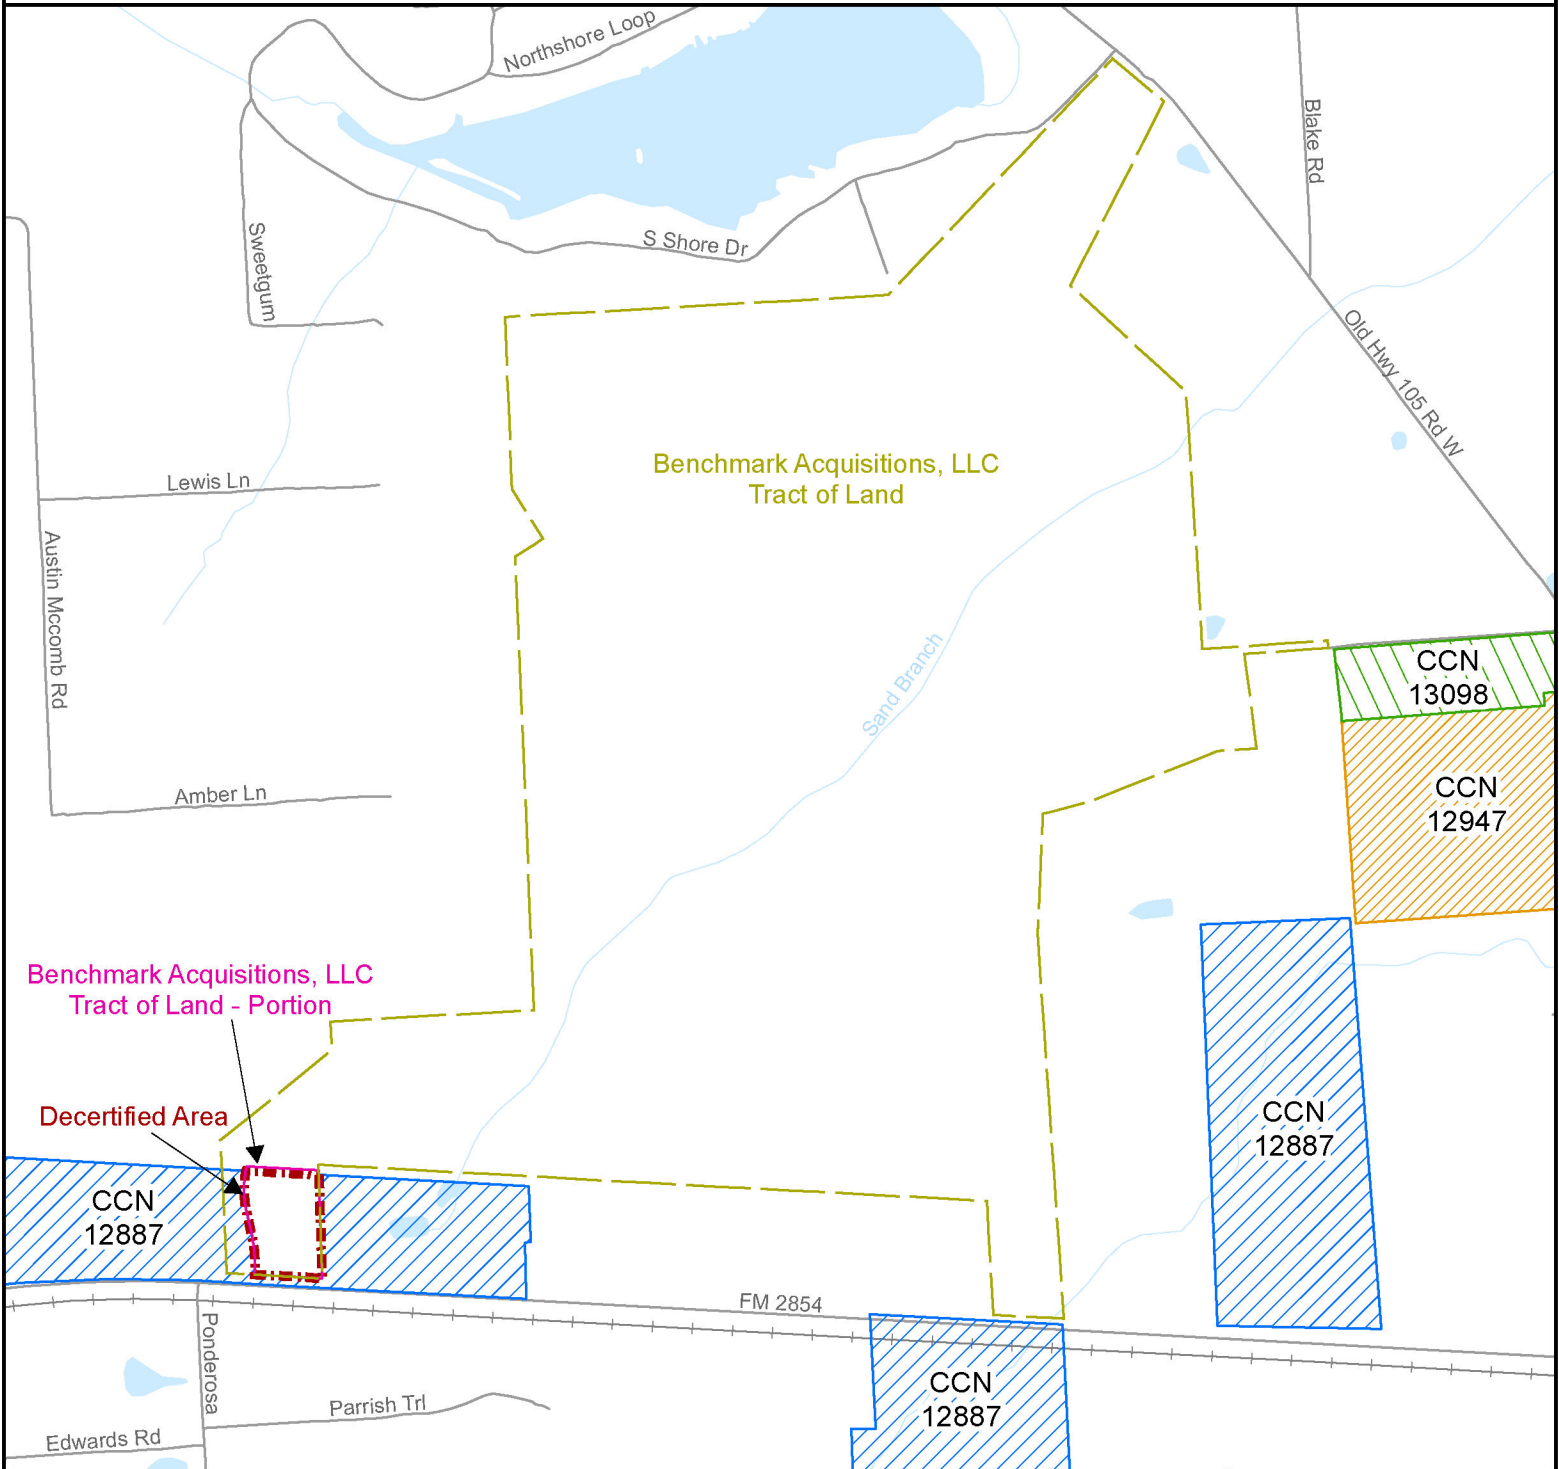 Northshore Loop
Blake Rd
Sweetgum
S Shore Dr
Old Hwy 105 Rd W
Benchmark Acquisitions, LLC
Tract of Land
Lewis Ln
Austin Mccomb Rd
Sand Branch
CCN
13098
CCN
12947
Amber Ln
Benchmark Acquisitions, LLC
Tract of Land - Portion
Decertified Area
CCN
12887
CCN
12887
FM 2854
Ponderosa
CCN
12887
Parrish Trl
Edwards Rd